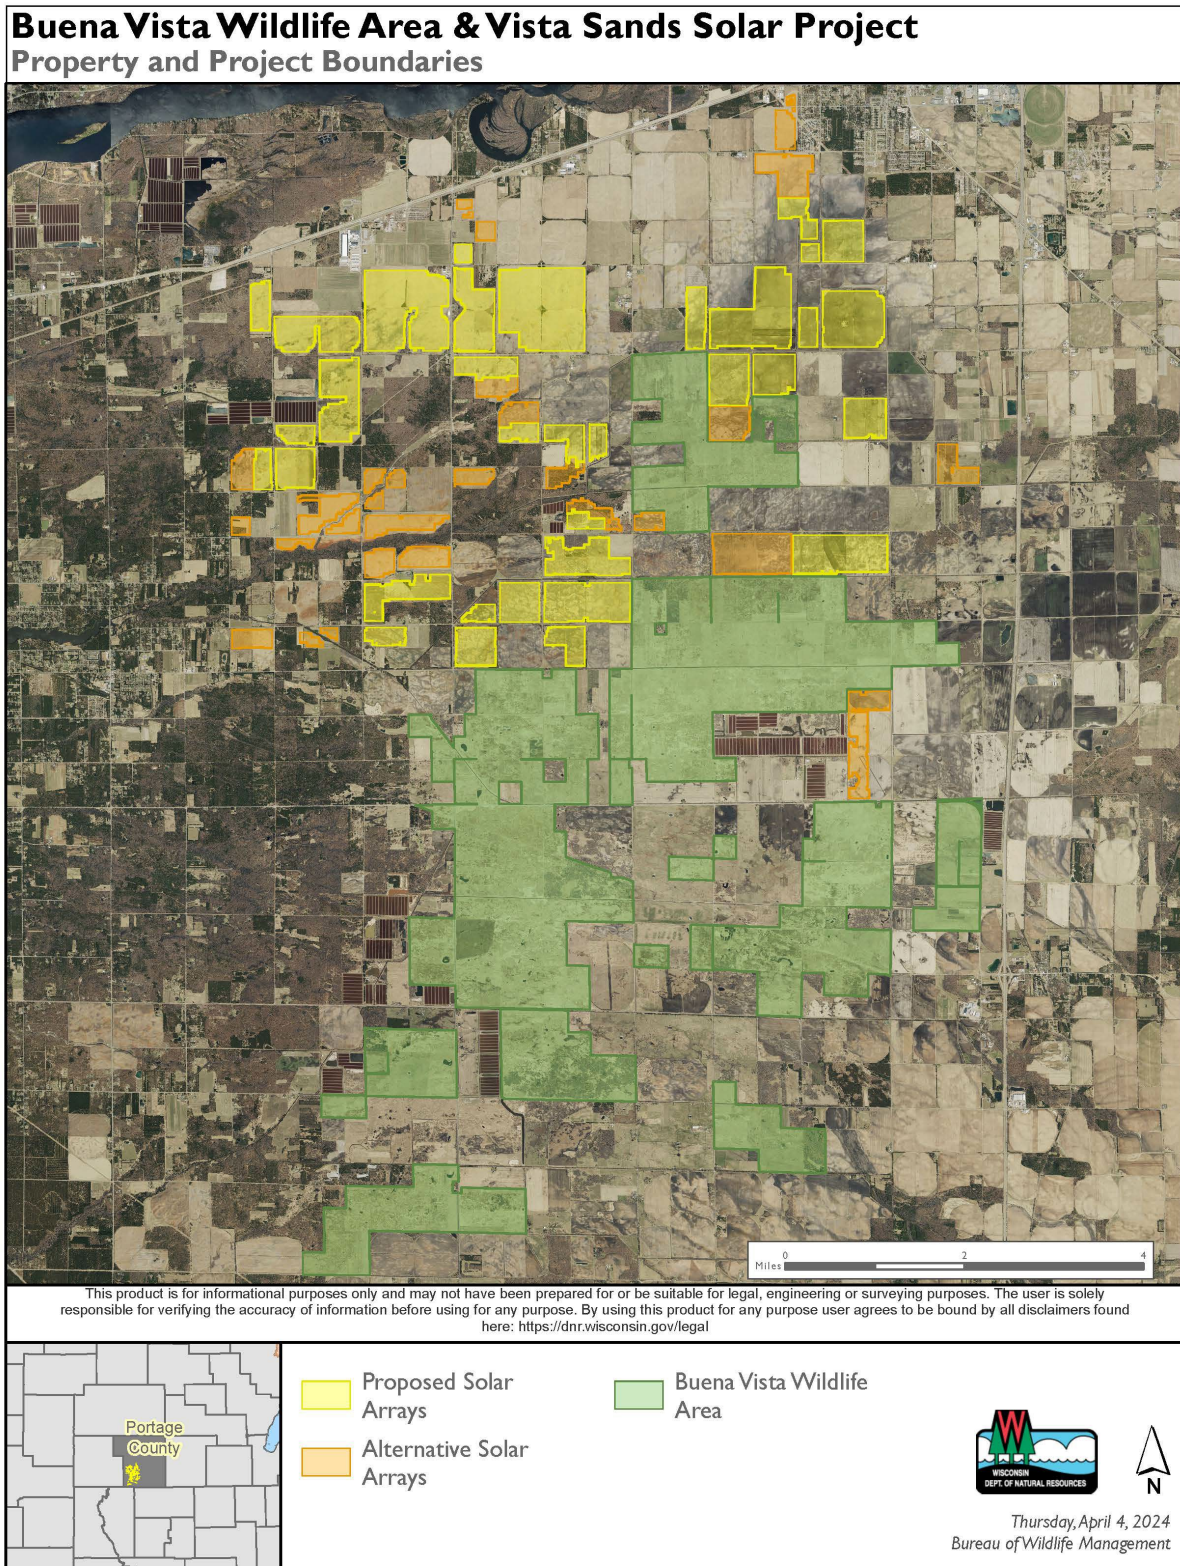 Buena Vista Wildlife Area & Vista Sands Solar Project
Property and Project Boundaries
0 2 4
Miles
This product is for informational purposes only and may not have been prepared for or be suitable for legal, engineering or surveying purposes. The user is solely
responsible for verifying the accuracy of information before using for any purpose. By using this product for any purpose user agrees to be bound by all disclaimers found
here: https://dnr.wisconsin.gov/legal
Portage
County
Proposed Solar
Arrays
Alternative Solar
Arrays
Buena Vista Wildlife
Area
W
WISCONSIN
DEPT. OF NATURAL RESOURCES
N
Thursday, April 4, 2024
Bureau of Wildlife Management